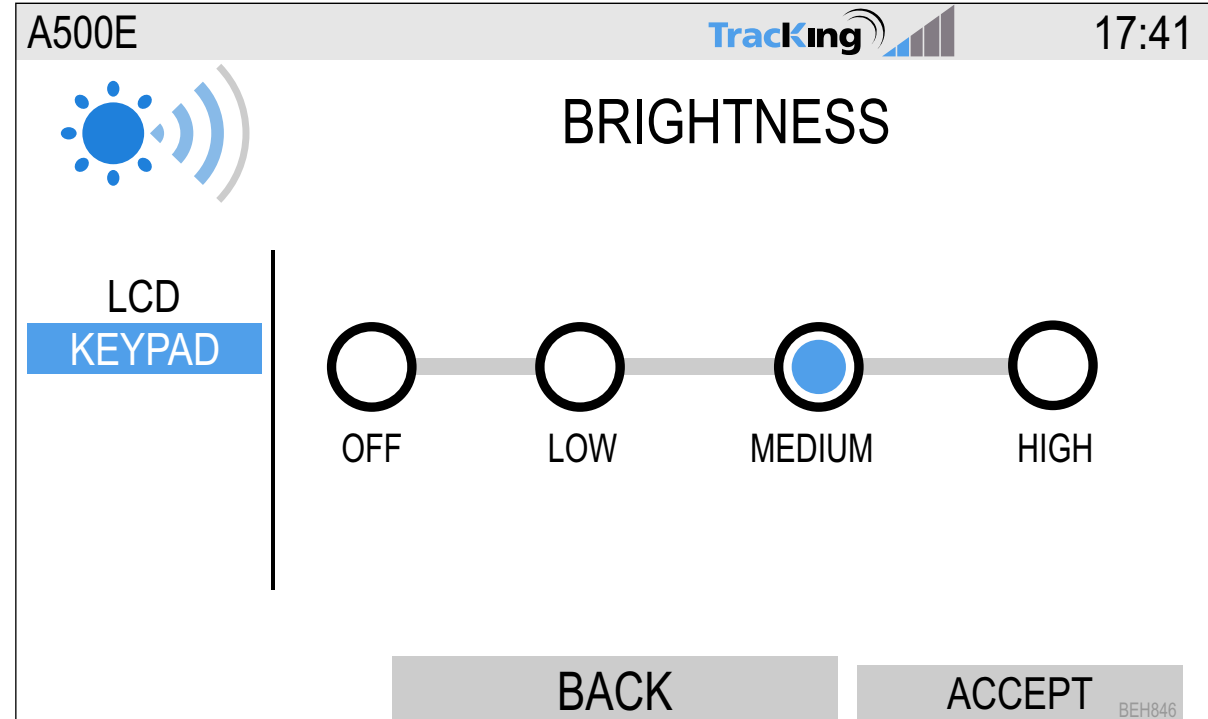 A500E TracKing 17:41
BRIGHTNESS
LCD
KEYPAD
OFF LOW MEDIUM HIGH
BACK ACCEPT
BEH846